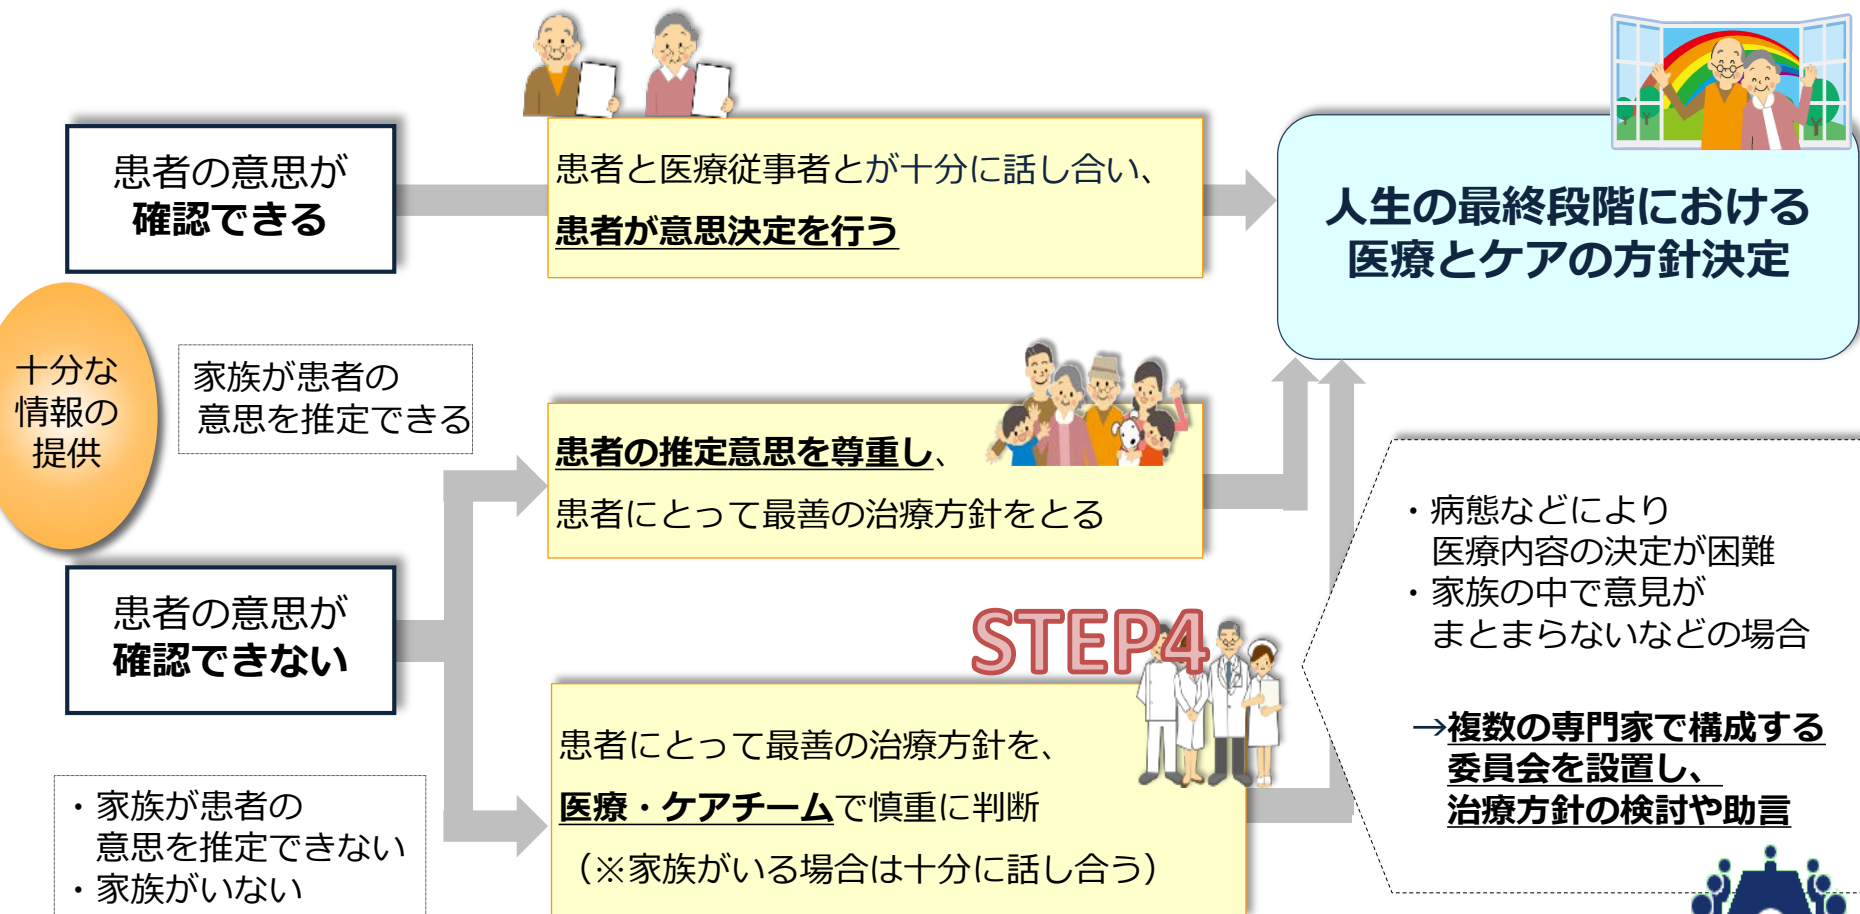 患者の意思が
確認できる
患者と医療従事者とが十分に話し合い、
患者が意思決定を行う
人生の最終段階における
医療とケアの方針決定
十分な
情報の
提供
家族が患者の
意思を推定できる
患者の推定意思を尊重し、
患者にとって最善の治療方針をとる
患者の意思が
確認できない
STEP4
患者にとって最善の治療方針を、
医療・ケアチームで慎重に判断
（※家族がいる場合は十分に話し合う）
・家族が患者の
意思を推定できない
・家族がいない
・病態などにより
医療内容の決定が困難
・家族の中で意見が
まとまらないなどの場合
→複数の専門家で構成する
委員会を設置し、
治療方針の検討や助言